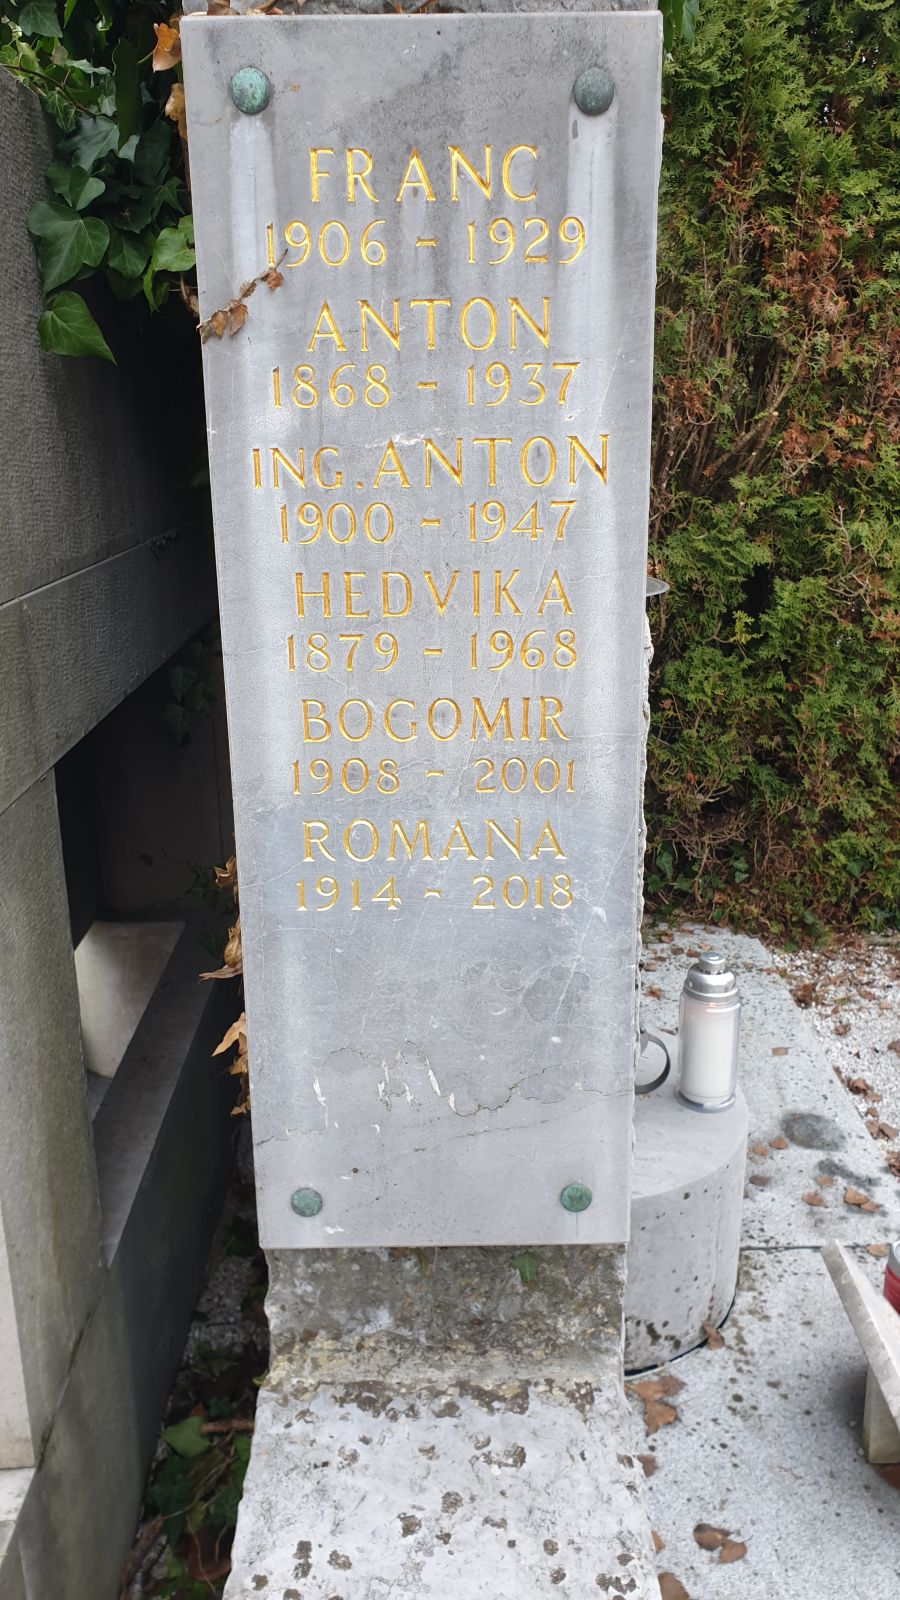 FRANC
1906 - 1929
ANTON
1868 - 1937
ING. ANTON
1900 - 1947
HEDVIKA
1879 - 1968
BOGOMIR
1908 - 2001
ROMANA
1914 - 2018